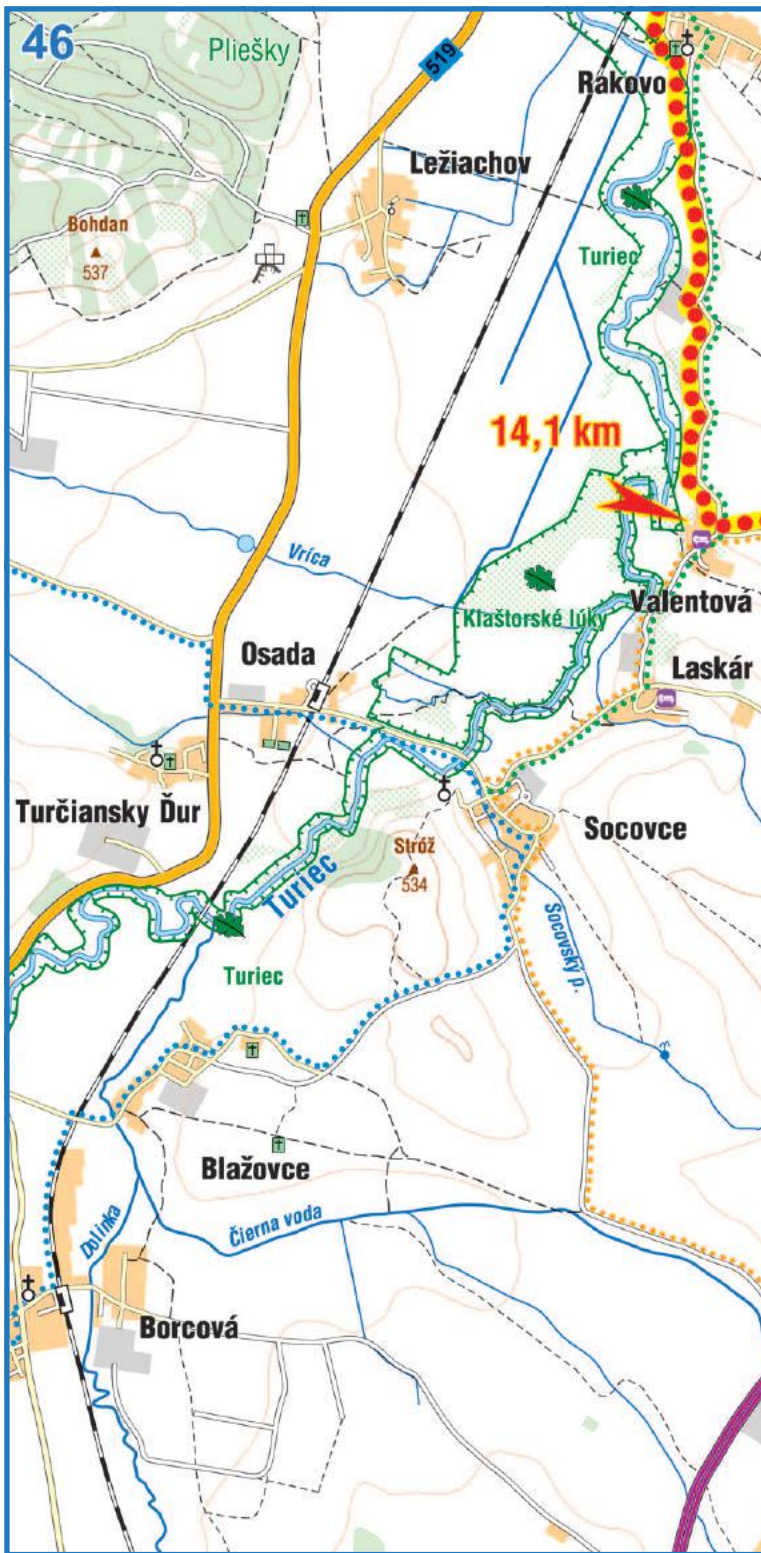 46
Pliešky
519
Rakovo
Ležiachov
Bohdan
537
Turiec
14,1 km
Vríca
Valentová
Klaštorské lúky
Osada
Laskár
Turčiansky Ďur
Socovce
Stróž
534
Turiec
Socovský p.
Turiec
Blažovce
Dolinka
Čierna voda
Borcová